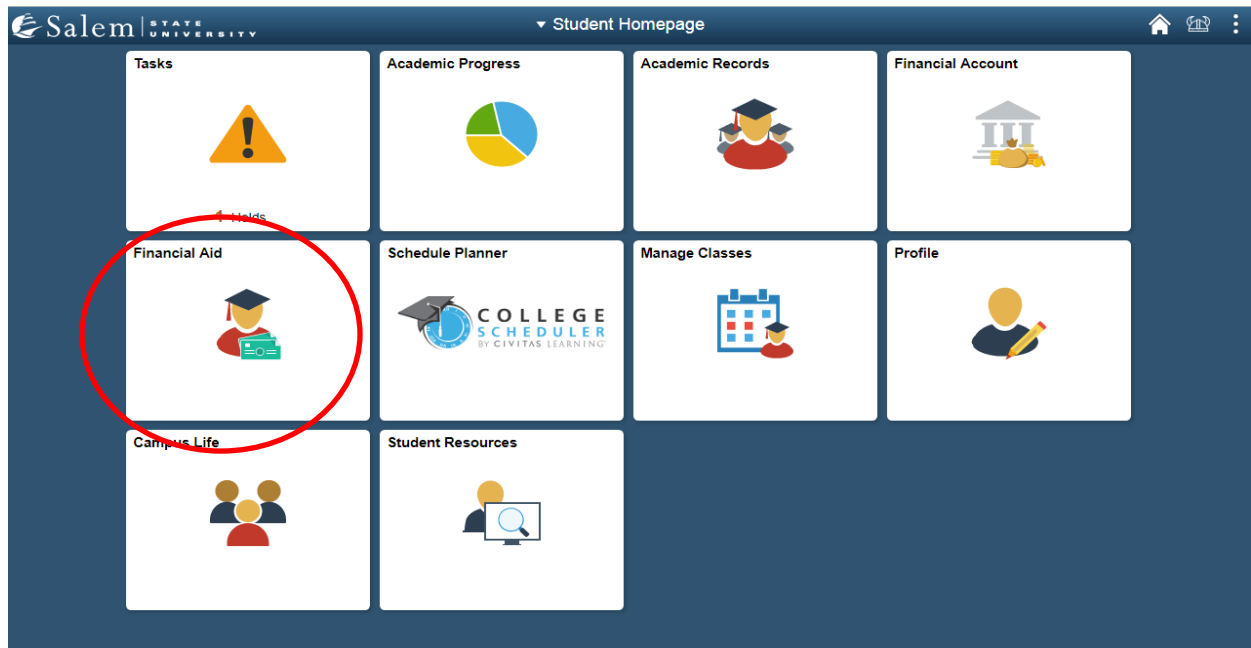 Salem STATE UNIVERSITY
Student Homepage
Tasks
Academic Progress
Academic Records
Financial Account
Holds
Financial Aid
Schedule Planner
Manage Classes
Profile
COLLEGE
SCHEDULER
BY CIVITAS LEARNING
Campus Life
Student Resources